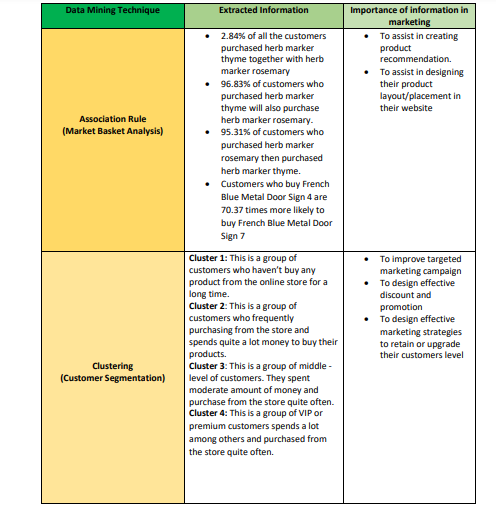 Data Mining Technique
Extracted Information
Importance of information in
marketing
Association Rule
(Market Basket Analysis)
• 2.84% of all the customers
purchased herb marker
thyme together with herb
marker rosemary
• 96.83% of customers who
purchased herb marker
thyme will also purchase
herb marker rosemary.
• 95.31% of customers who
purchased herb marker
rosemary then purchased
herb marker thyme.
• Customers who buy French
Blue Metal Door Sign 4 are
70.37 times more likely to
buy French Blue Metal Door
Sign 7
• To assist in creating
product
recommendation.
• To assist in designing
their product
layout/placement in
their website
Clustering
(Customer Segmentation)
Cluster 1: This is a group of
customers who haven't buy any
product from the online store for a
long time.
Cluster 2: This is a group of
customers who frequently
purchasing from the store and
spends quite a lot money to buy their
products.
Cluster 3: This is a group of middle -
level of customers. They spent
moderate amount of money and
purchase from the store quite often.
Cluster 4: This is a group of VIP or
premium customers spends a lot
among others and purchased from
the store quite often.
• To improve targeted
marketing campaign
• To design effective
discount and
promotion
• To design effective
marketing strategies
to retain or upgrade
their customers level